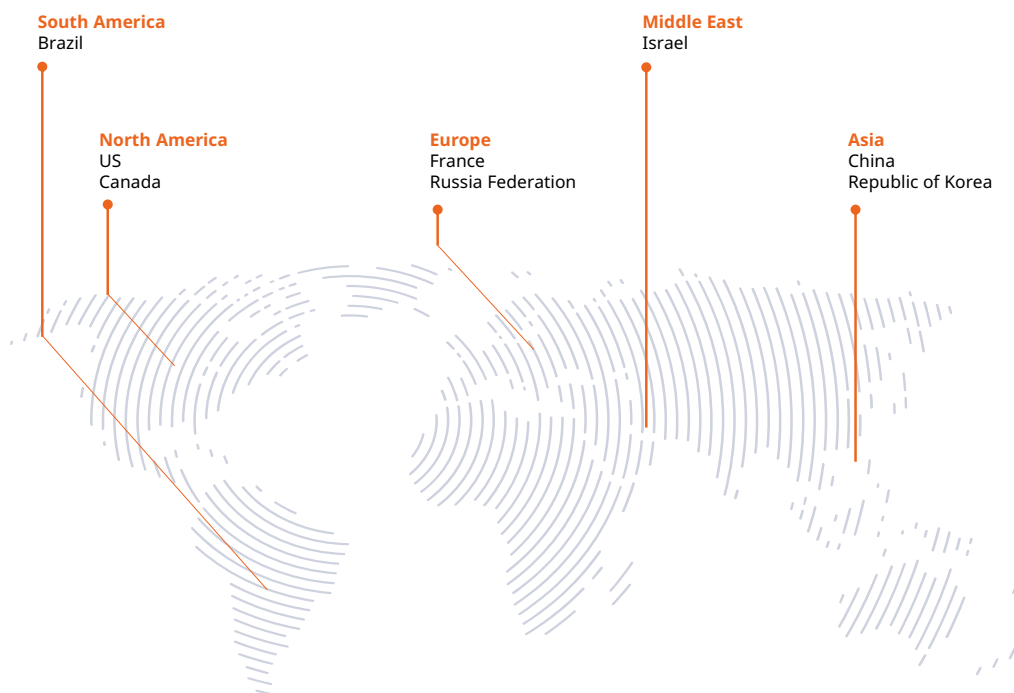 South America
Brazil
Middle East
Israel
North America
US
Canada
Europe
France
Russia Federation
Asia
China
Republic of Korea